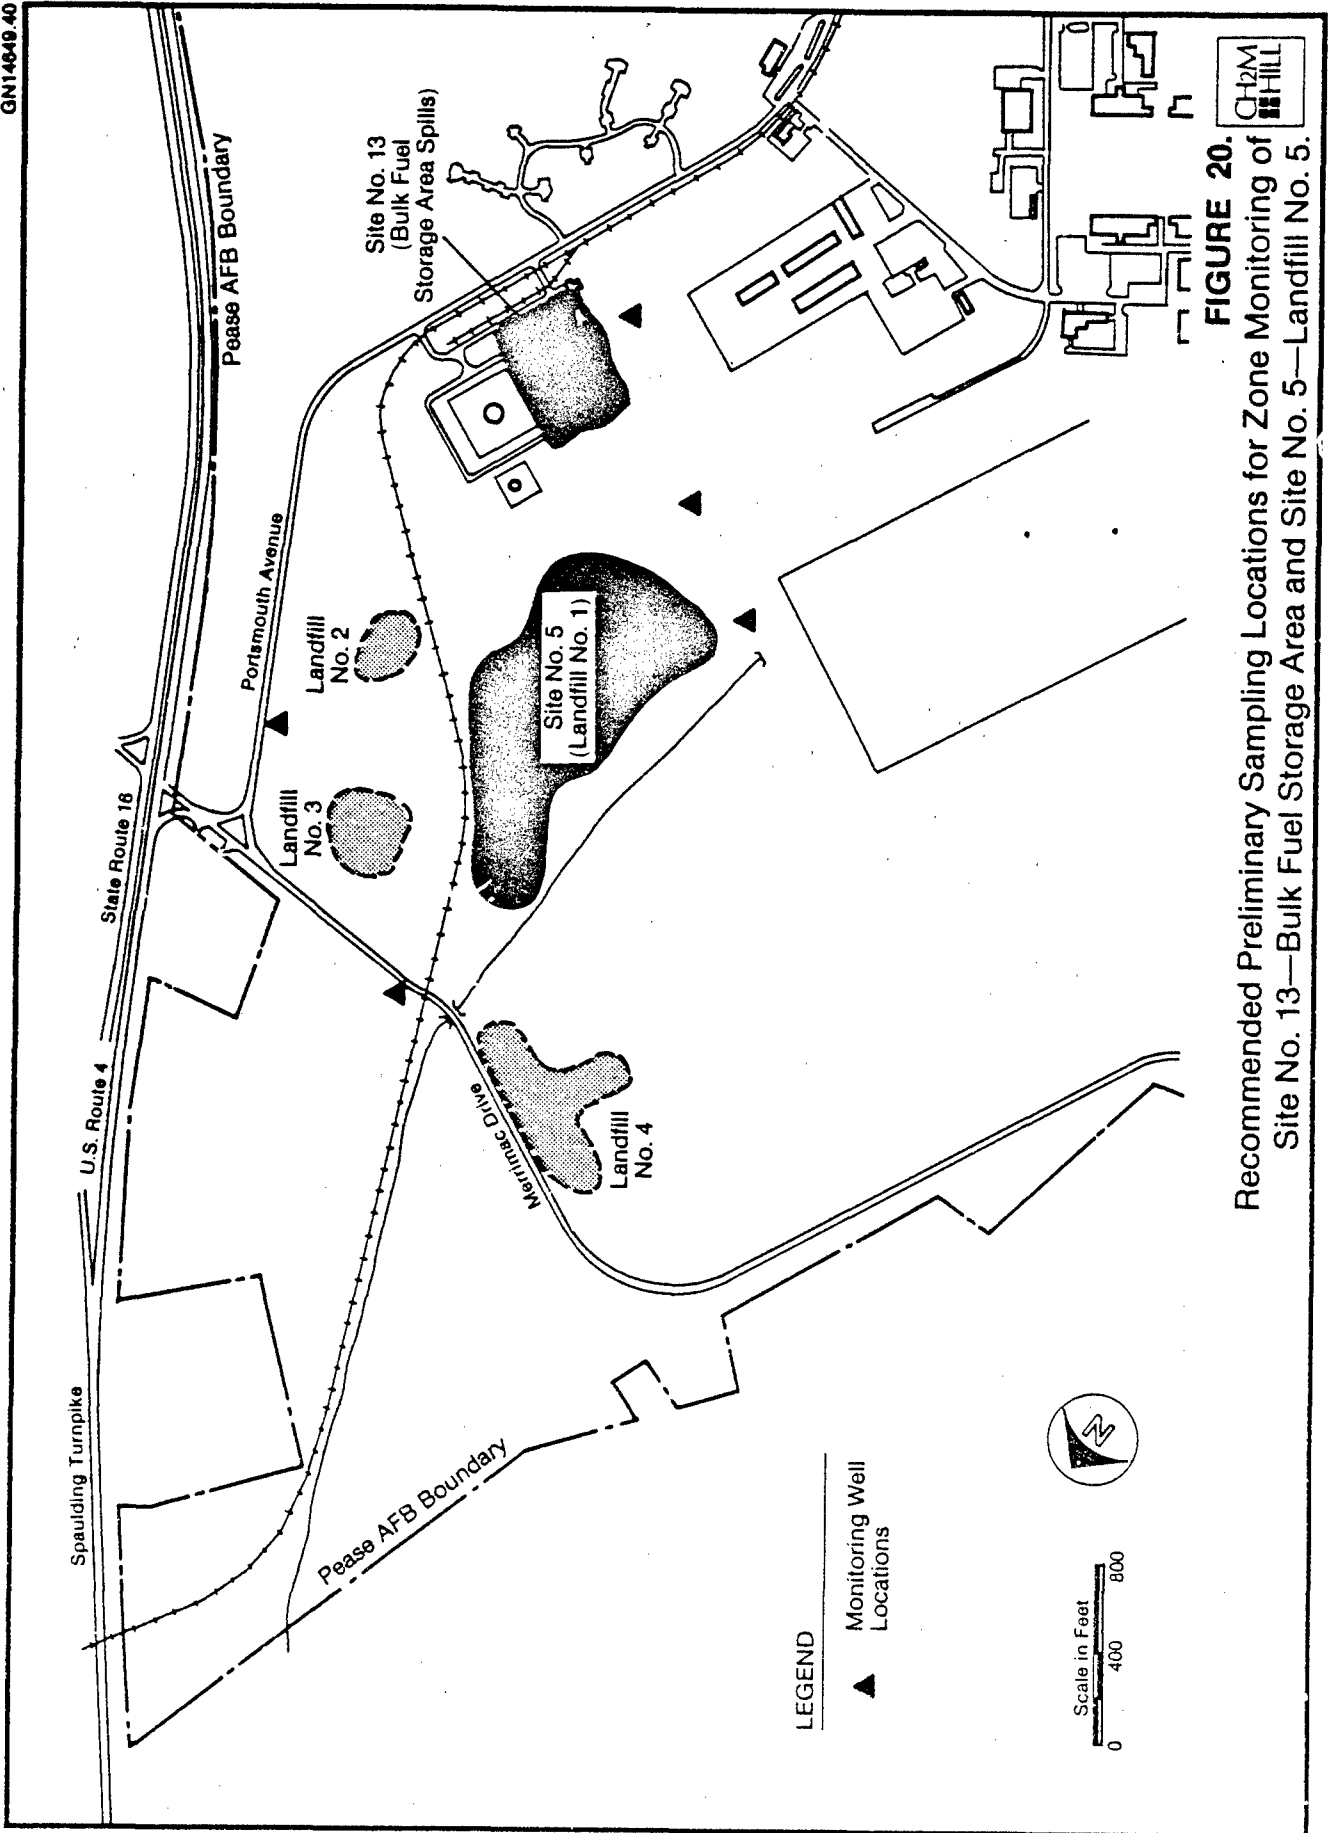 GN14649.40
Spaulding Turnpike
U.S. Route 4
State Route 16
Pease AFB Boundary
Portsmouth Avenue
Landfill
No. 3
Landfill
No. 2
Site No. 13
(Bulk Fuel
Storage Area Spills)
Pease AFB Boundary
Merrimac Drive
Landfill
No. 4
Site No. 5
(Landfill No. 1)
LEGEND
Monitoring Well
Locations
Scale in Feet
0 400 800
N
FIGURE 20.
Recommended Preliminary Sampling Locations for Zone Monitoring of
Site No. 13—Bulk Fuel Storage Area and Site No. 5—Landfill No. 5.
CH2M
HILL